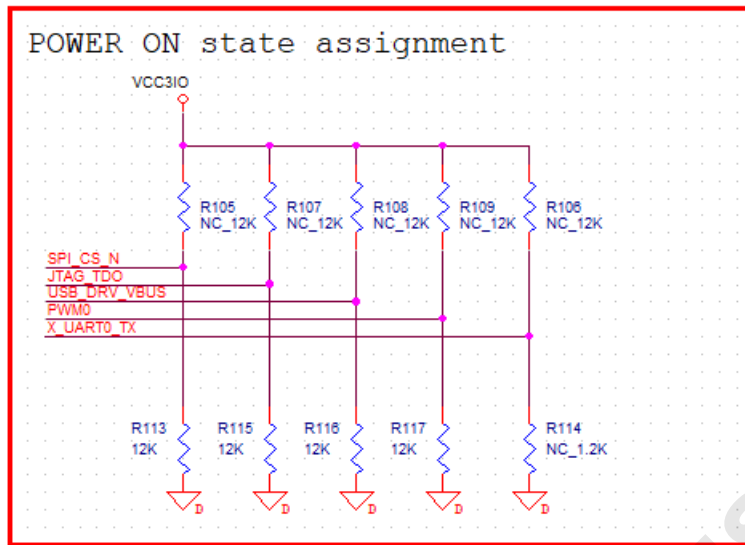 POWER ON state assignment
VCC3IO
R105
NC_12K
R107
NC_12K
R108
NC_12K
R109
NC_12K
R106
NC_12K
SPI_CS_N
JTAG_TDO
USB_DRV_VBUS
PWM0
X_UART0_TX
R113
12K
R115
12K
R116
12K
R117
12K
R114
NC_1.2K
D
D
D
D
D